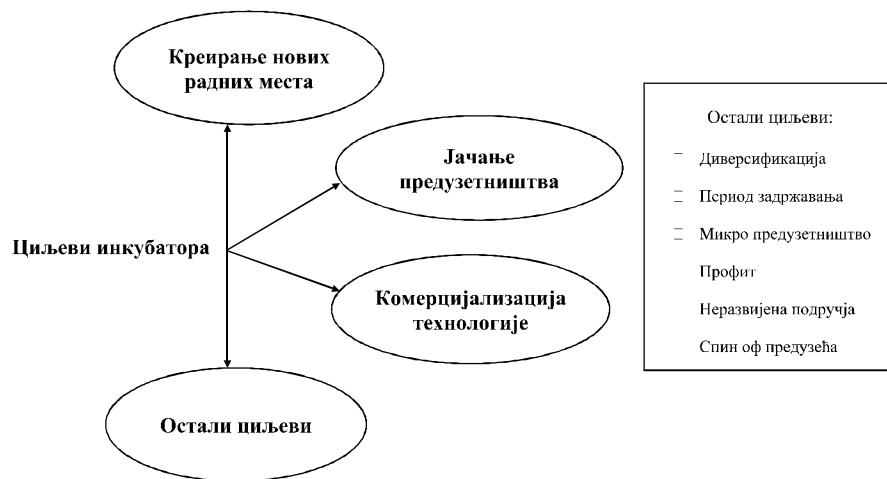 Креирање нових
радних места
Јачање
предузетништва
Циљеви инкубатора
Комерцијализација
технологије
Остали циљеви
Остали циљеви:
Диверсификација
Период задржавања
Микро предузетништво
Профит
Неразвијена подручја
Спин оф предузећа